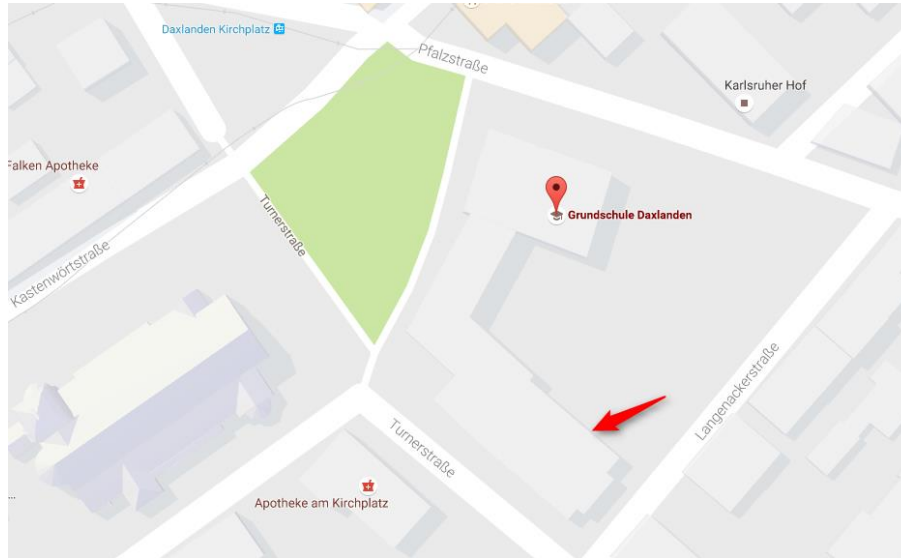 Daxlanden Kirchplatz
Pfalzstraße
Karlsruher Hof
Falken Apotheke
Grundschule Daxlanden
Turnerstraße
Kastenwörtstraße
Langenackerstraße
Turnerstraße
Apotheke am Kirchplatz
...